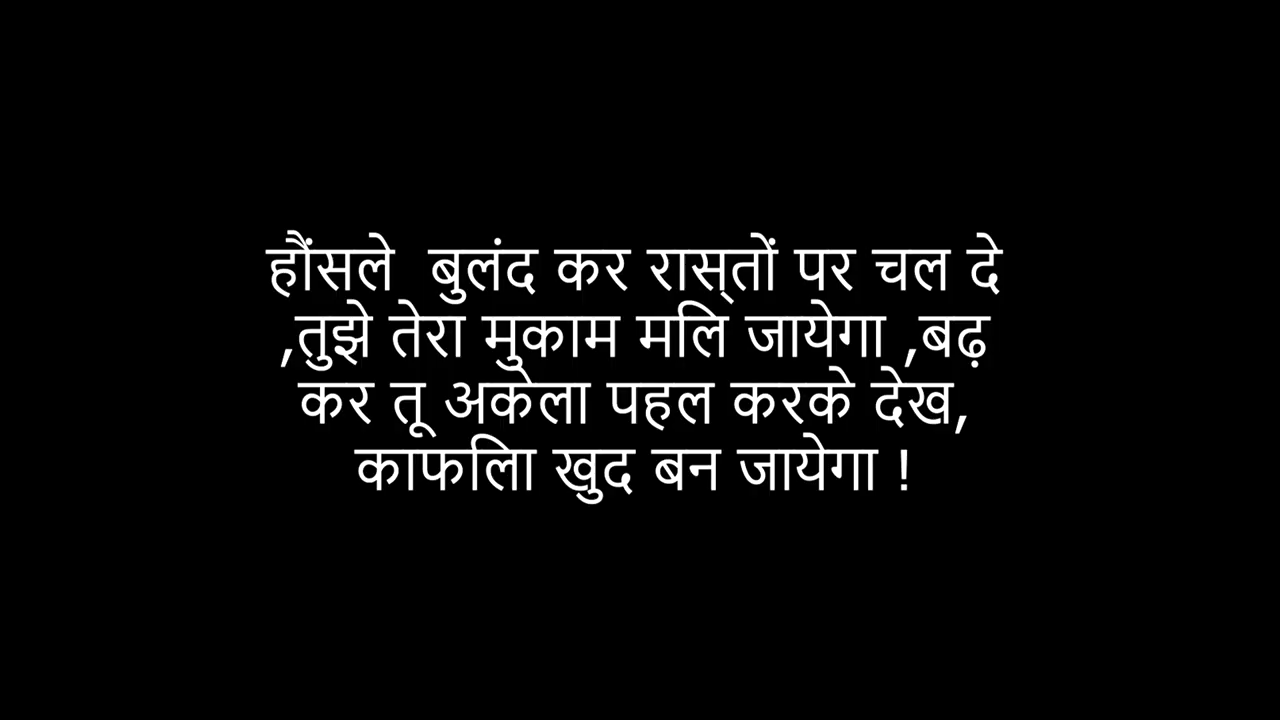 हौंसले  बुलंद कर रास्‌तों पर चल दे
,तुझे तेरा मुकाम मलि जायेगा ,बढ़
कर तू अकेला पहल करके देख,
काफलिा खुद बन जायेगा !